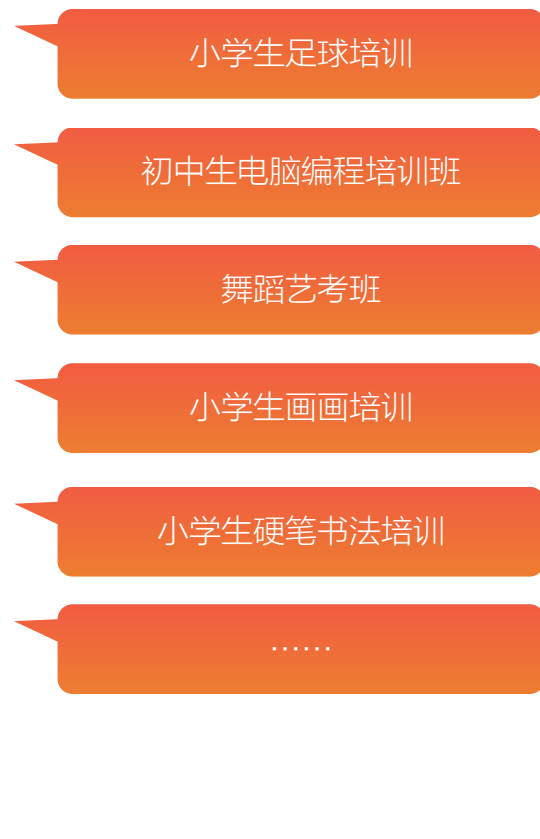 小学生足球培训
初中生电脑编程培训班
舞蹈艺考班
小学生画画培训
小学生硬笔书法培训
……